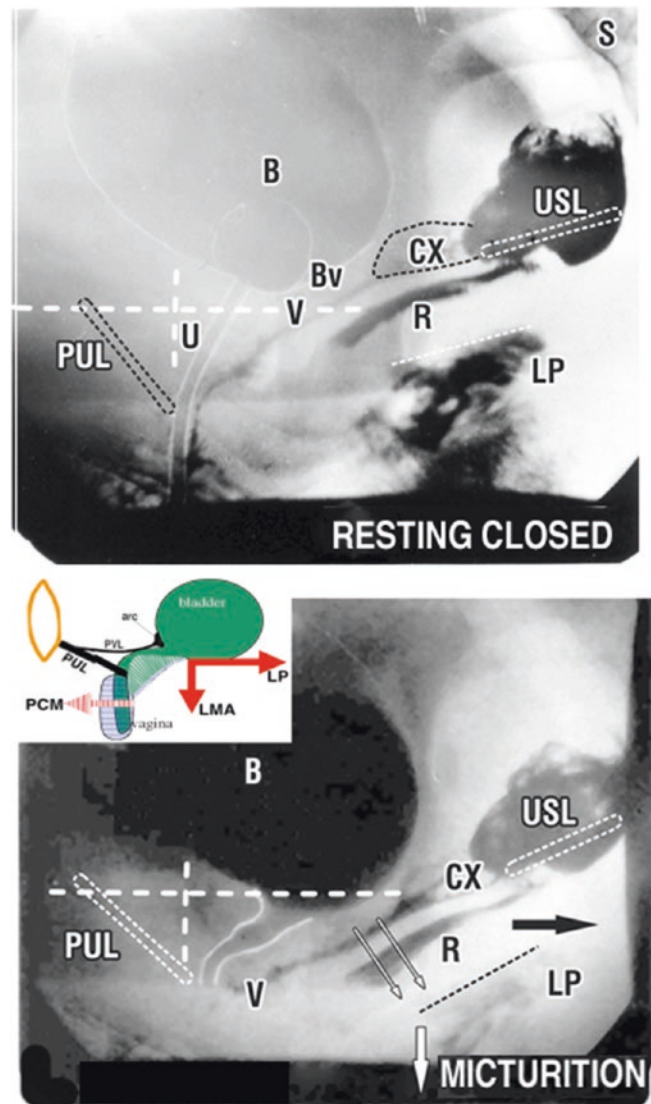 S
B
USL
CX
Bv
V
U
R
PUL
LP
RESTING CLOSED
arc
bladder
PVL
PUL
LP
PCM
LMA
vagina
B
USL
CX
PUL
R
V
LP
MICTURITION